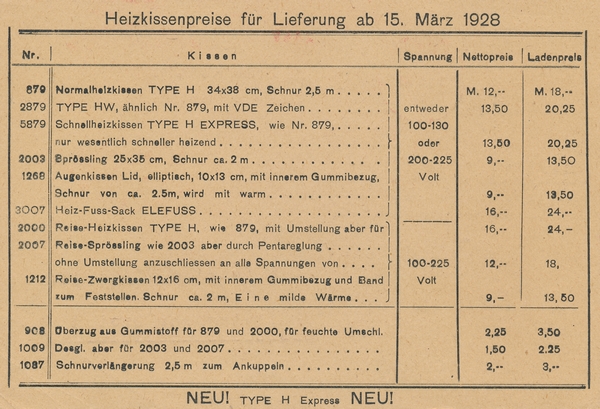 Heizkissenpreise für Lieferung ab 15. März 1928
Nr. Kissen Spannung Nettopreis Ladenpreis
879 Normalheizkissen TYPE H 34x38 cm, Schnur 2,5 m . . . . . M. 12,-- M. 18,--
2879 TYPE HW, ähnlich Nr. 879, mit VDE Zeichen . . . . . . . . entweder 13,50 20,25
5879 Schnellheizkissen TYPE H EXPRESS, wie Nr. 879, . . . . . 100-130
nur wesentlich schneller heizend . . . . . . . . . . . . . . . . oder 13,50 20,25
2003 Sprössling 25x35 cm, Schnur ca. 2 m . . . . . . . . . . . . 200-225 9,-- 13,50
1268 Augenkissen Lid, elliptisch, 10x13 cm, mit innerem Gummibezug, Volt
Schnur von ca. 2.5m, wird mit warm . . . . . . . . . . . 9,-- 13,50
3007 Heiz-Fuss-Sack ELEFUSS . . . . . . . . . . . . . . . . . . 16,-- 24,--
2000 Reise-Heizkissen TYPE H, wie 879, mit Umstellung aber für 16,-- 24,-
2007 Reise-Sprössling wie 2003 aber durch Pentareglung-
ohne Umstellung anzuschliessen an alle Spannungen von . . . . 100-225 12,-- 18,
1212 Reise-Zwergkissen 12x16 cm, mit innerem Gummibezug und Band Volt
zum Feststellen. Schnur ca. 2 m, Eine milde Wärme . . . 9,- 13,50
908 Überzug aus Gummistoff für 879 und 2000, für feuchte Umschl. 2,25 3,50
1009 Desgl. aber für 2003 und 2007 . . . . . . . . . . . . . . . 1,50 2.25
1087 Schnurverlängerung 2,5 m zum Ankuppeln . . . . . . . . . 2,-- 3,--
NEU! TYPE H Express NEU!